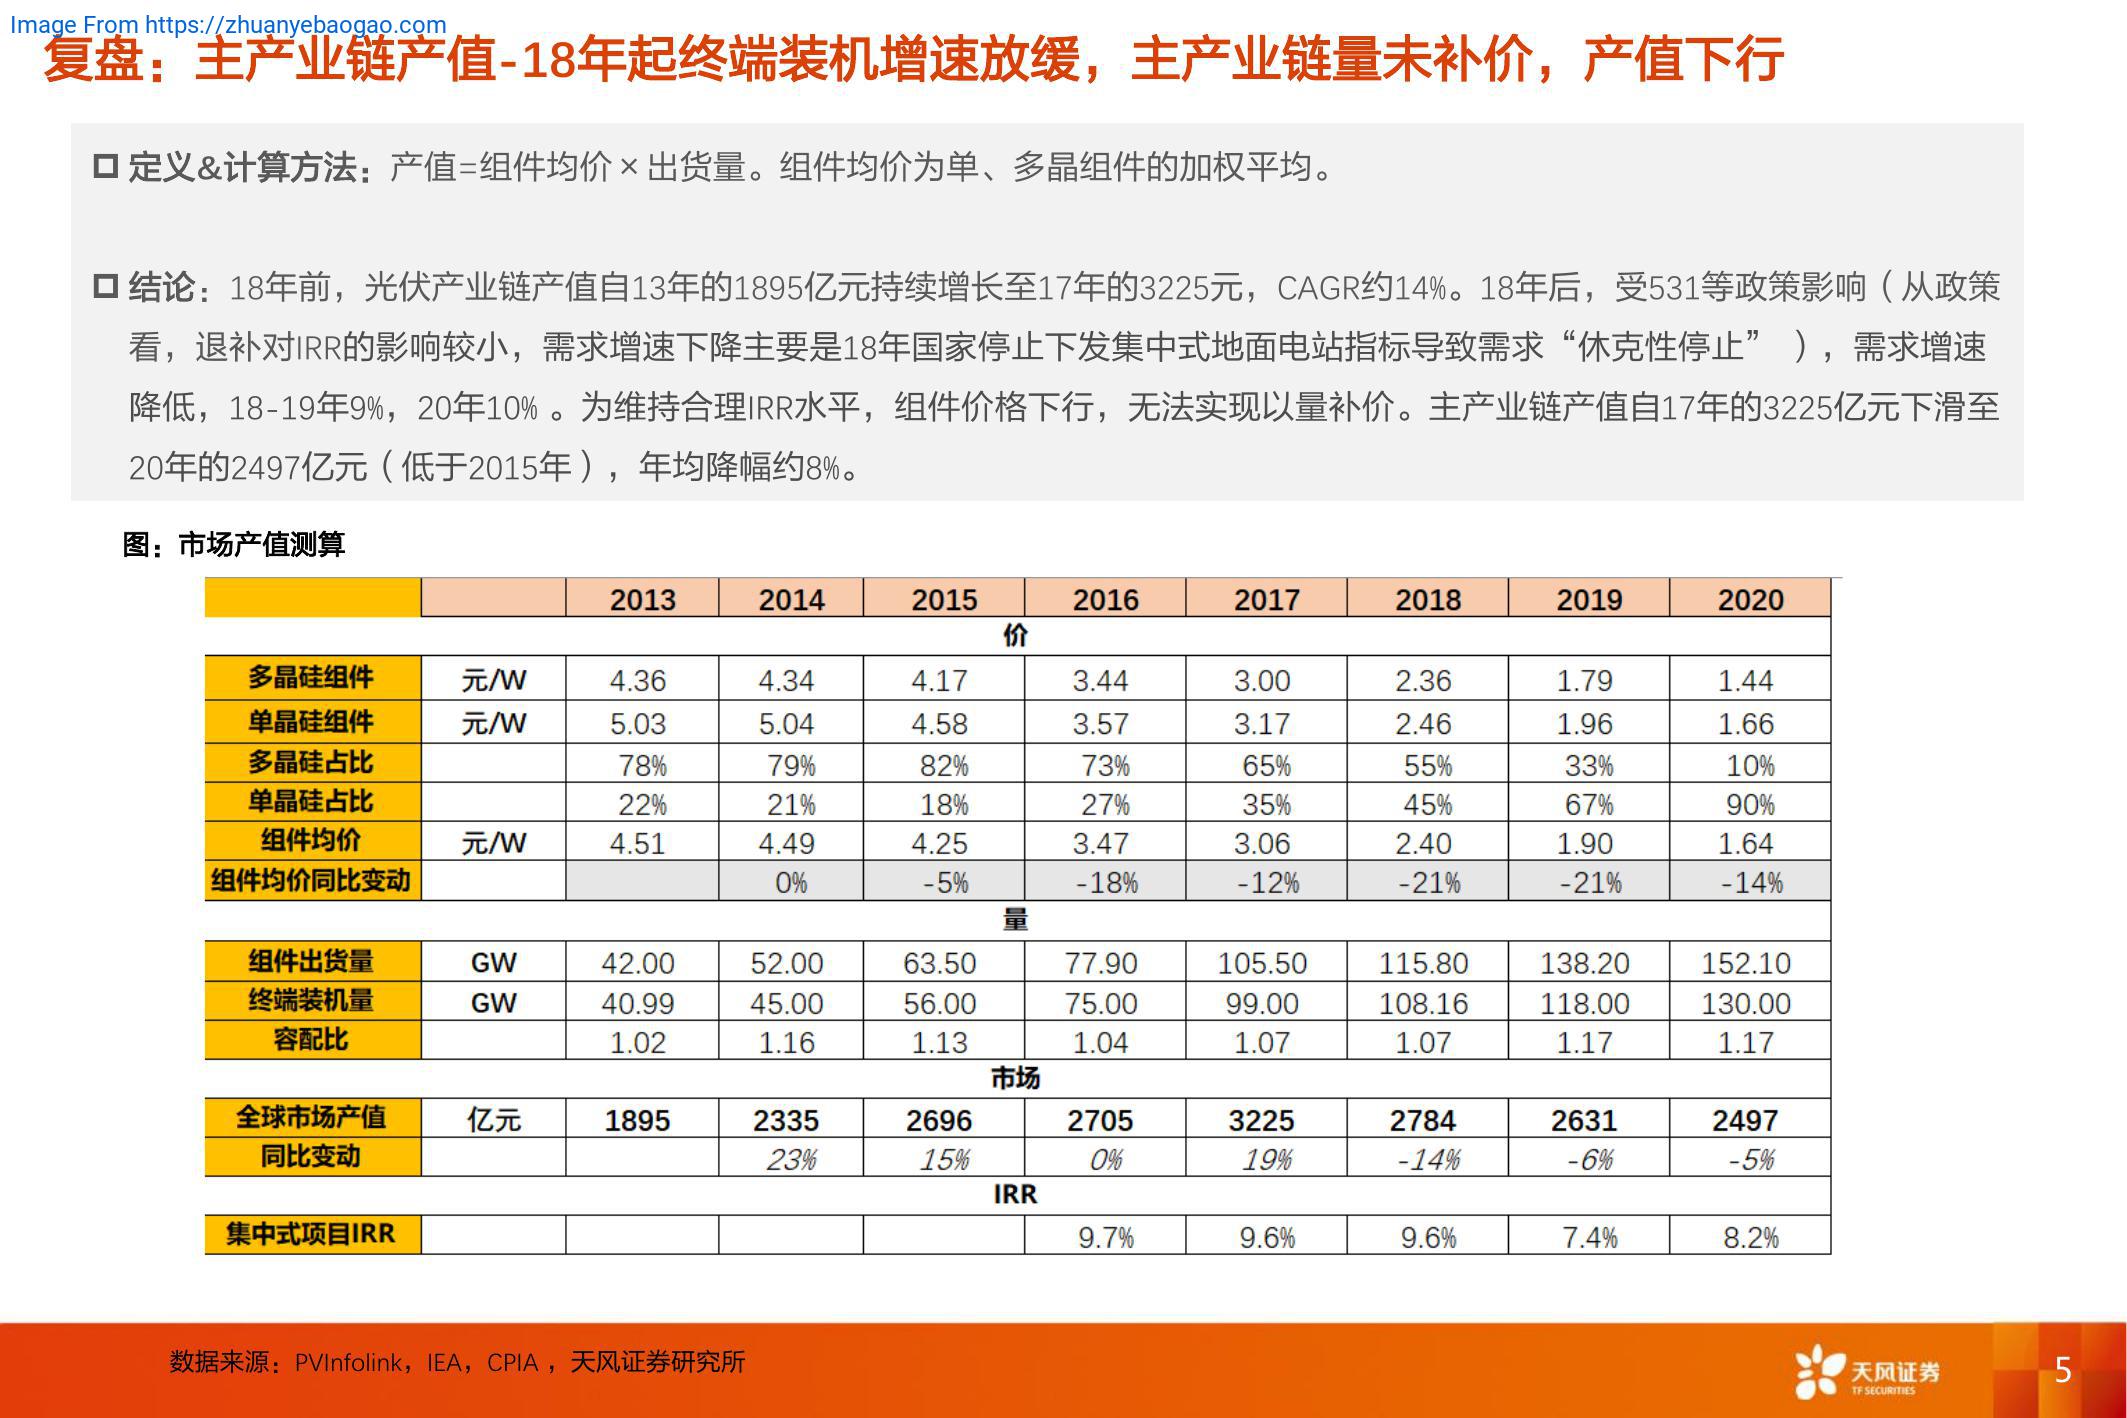 Image From https://zhuanyebaogao.com
复盘：主产业链产值-18年起终端装机增速放缓，主产业链量未补价，产值下行
定义&计算方法：产值=组件均价×出货量。组件均价为单、多晶组件的加权平均。
结论：18年前，光伏产业链产值自13年的1895亿元持续增长至17年的3225元，CAGR约14%。18年后，受531等政策影响（从政策
看，退补对IRR的影响较小，需求增速下降主要是18年国家停止下发集中式地面电站指标导致需求“休克性停止” ），需求增速
降低，18-19年9%，20年10% 。为维持合理IRR水平，组件价格下行，无法实现以量补价。主产业链产值自17年的3225亿元下滑至
20年的2497亿元（低于2015年），年均降幅约8%。
图：市场产值测算
2013 2014 2015 2016 2017 2018 2019 2020
价
多晶硅组件 元/W 4.36 4.34 4.17 3.44 3.00 2.36 1.79 1.44
单晶硅组件 元/W 5.03 5.04 4.58 3.57 3.17 2.46 1.96 1.66
多晶硅占比 78% 79% 82% 73% 65% 55% 33% 10%
单晶硅占比 22% 21% 18% 27% 35% 45% 67% 90%
组件均价 元/W 4.51 4.49 4.25 3.47 3.06 2.40 1.90 1.64
组件均价同比变动 0% -5% -18% -12% -21% -21% -14%
量
组件出货量 GW 42.00 52.00 63.50 77.90 105.50 115.80 138.20 152.10
终端装机量 GW 40.99 45.00 56.00 75.00 99.00 108.16 118.00 130.00
容配比 1.02 1.16 1.13 1.04 1.07 1.07 1.17 1.17
市场
全球市场产值 亿元 1895 2335 2696 2705 3225 2784 2631 2497
同比变动 23% 15% 0% 19% -14% -6% -5%
IRR
集中式项目IRR 9.7% 9.6% 9.6% 7.4% 8.2%
数据来源：PVInfolink，IEA，CPIA ，天风证券研究所
天风证券
TF SECURITIES
5